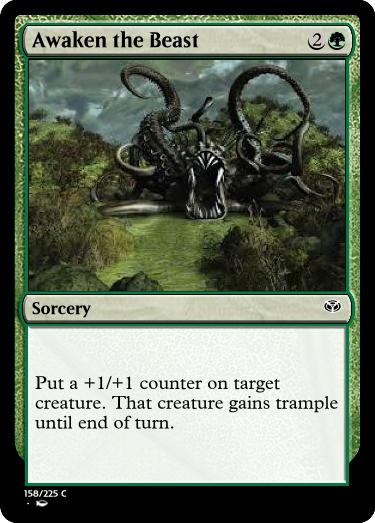 Awaken the Beast 2
Sorcery
Put a +1/+1 counter on target
creature. That creature gains trample
until end of turn.
158/225 C